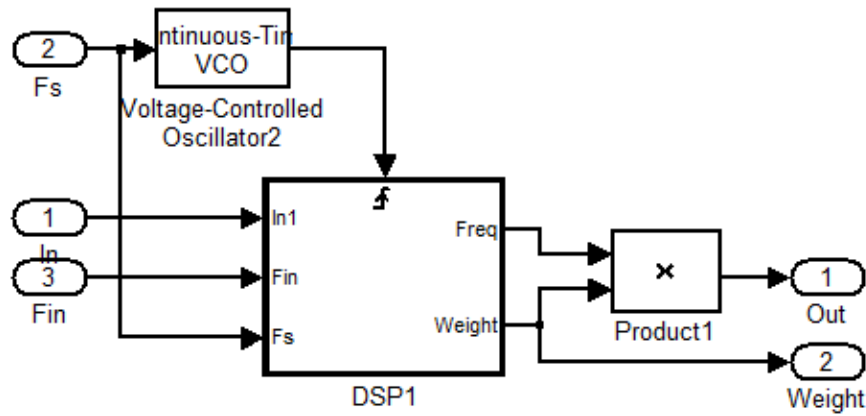 2
Fs
ntinuous-Tin
VCO
Voltage-Controlled
Oscillator2
1
In
3
Fin
In1
Fin
Fs
Freq
Weight
DSP1
×
Product1
1
Out
2
Weight